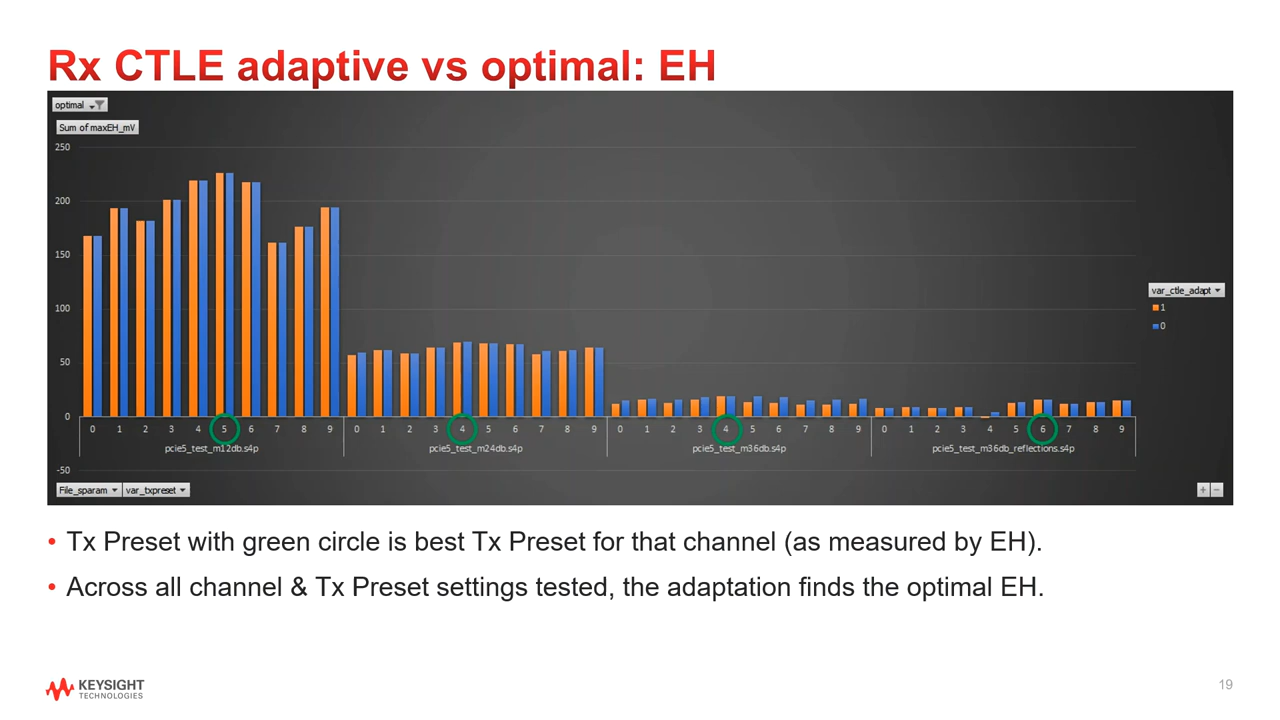 Rx CTLE adaptive vs optimal: EH
optimal
Sum of maxEH_mV
250
200
150
100
50
0
-50
0 1 2 3 4 5 6 7 8 9 0 1 2 3 4 5 6 7 8 9 0 1 2 3 4 5 6 7 8 9 0 1 2 3 4 5 6 7 8 9
pcie5_test_m12db.s4p pcie5_test_m24db.s4p pcie5_test_m36db.s4p pcie5_test_m36db_reflections.s4p
var_ctle_adapt
1
0
File_sparam var_txpreset
+ −
• Tx Preset with green circle is best Tx Preset for that channel (as measured by EH).
• Across all channel & Tx Preset settings tested, the adaptation finds the optimal EH.
KEYSIGHT
TECHNOLOGIES
19